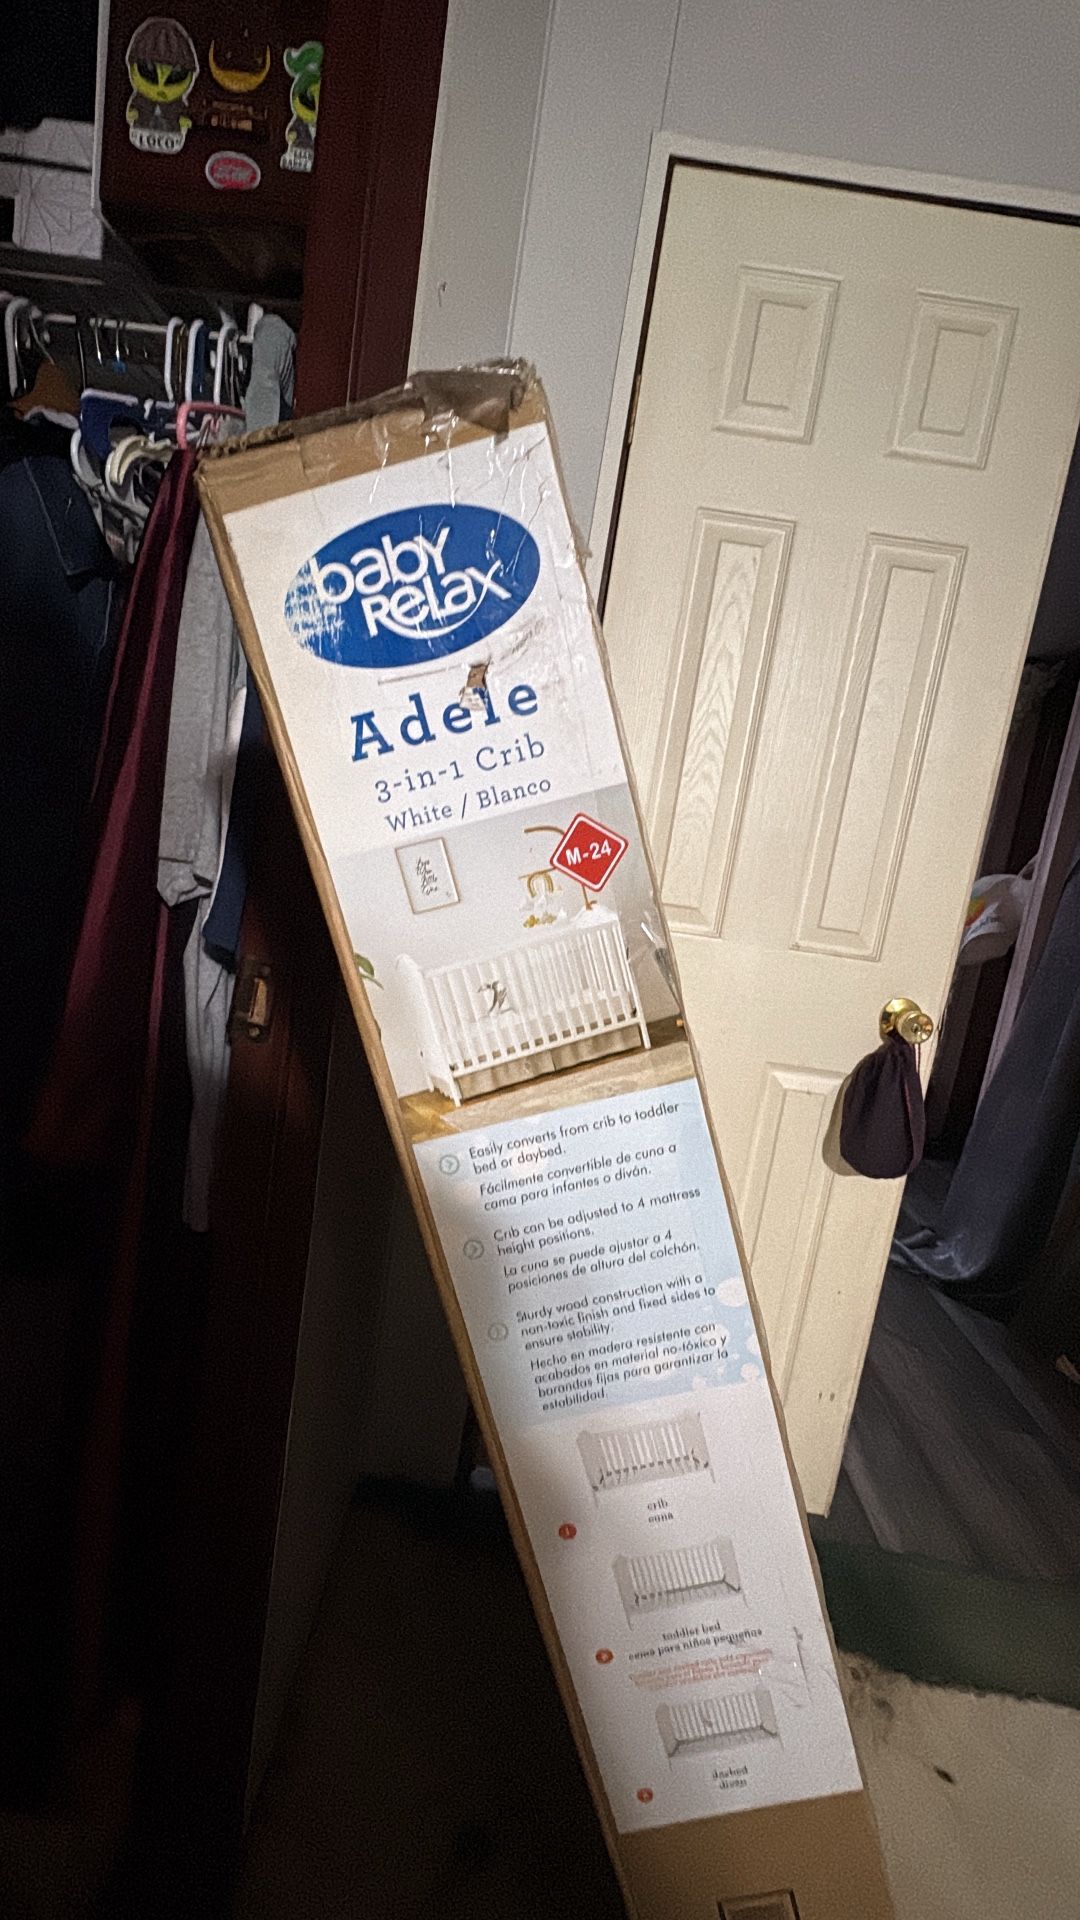 "LOCO"
baby
Relax
Adele
3-in-1 Crib
White / Blanco
M-24
Easily converts from crib to toddler
bed or daybed.
Fácilmente convertible de cuna a
cama para infantes o diván.
Crib can be adjusted to 4 mattress
height positions.
La cuna se puede ajustar a 4
posiciones de altura del colchón.
Sturdy wood construction with a
non-toxic finish and fixed sides to
ensure stability.
Hecho en madera resistente con
acabados en material no-tóxico y
barandas fijas para garantizar la
estabilidad.
crib
cuna
toddler bed
cama para niños pequeños
daybed
diván